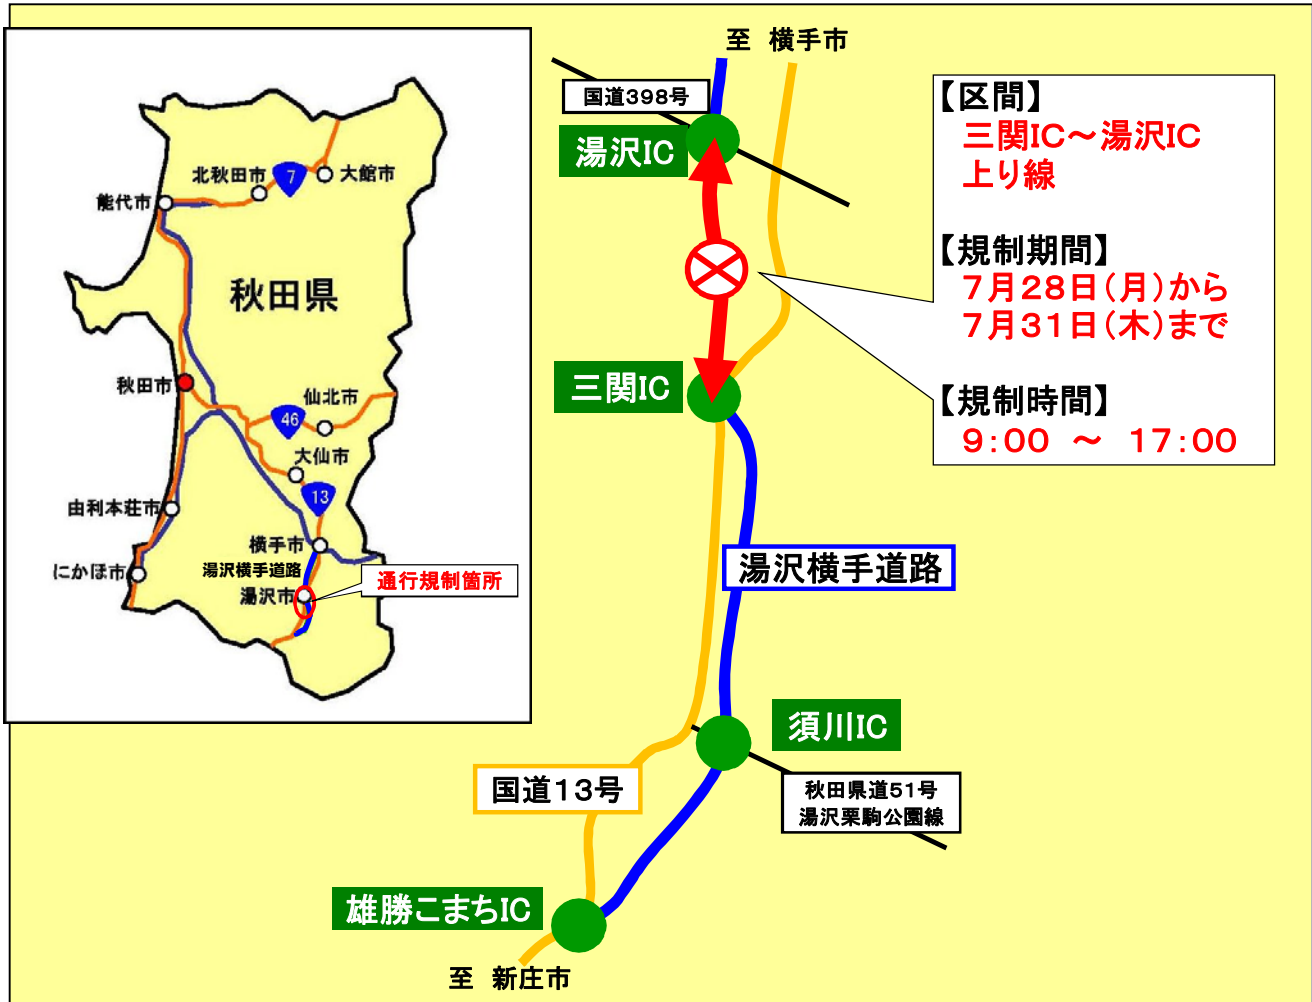 至 横手市
国道398号
湯沢IC
【区間】
三関IC～湯沢IC
上り線
【規制期間】
7月28日(月)から
7月31日(木)まで
【規制時間】
9:00 ～ 17:00
三関IC
湯沢横手道路
須川IC
秋田県道51号
湯沢栗駒公園線
国道13号
雄勝こまちIC
至 新庄市
北秋田市
7
大館市
能代市
秋田県
秋田市
仙北市
46
大仙市
13
由利本荘市
横手市
にかほ市
湯沢横手道路
湯沢市
通行規制箇所